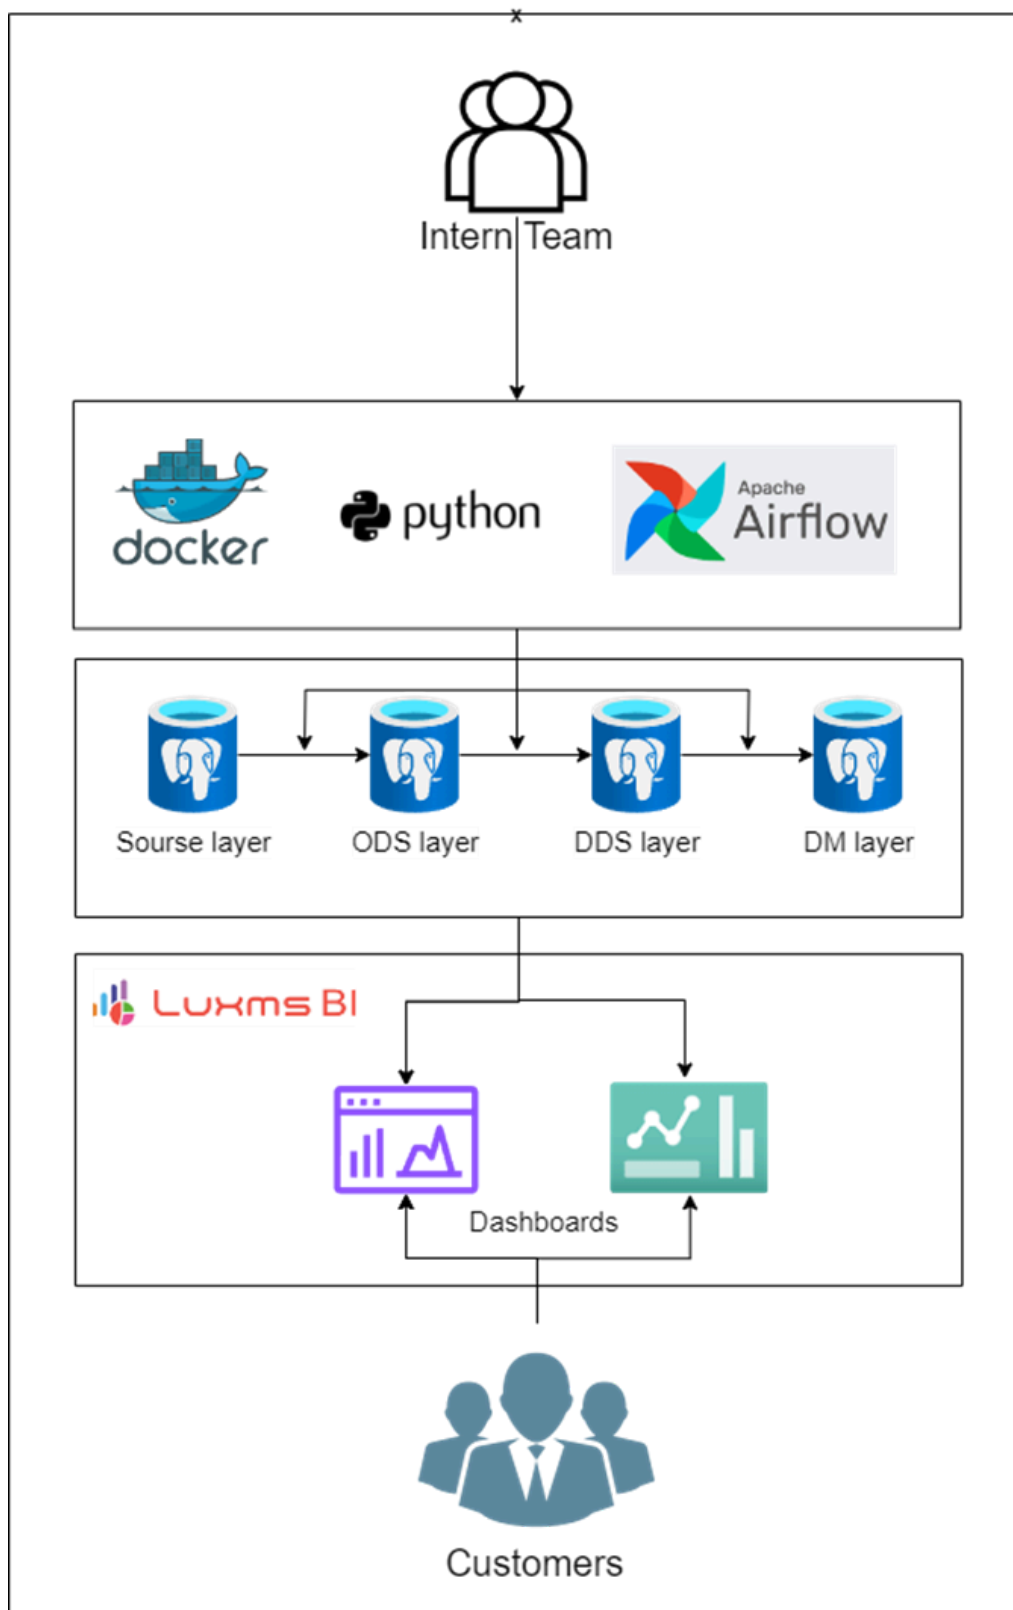 x
Intern Team
docker
python
Apache
Airflow
Sourse layer
ODS layer
DDS layer
DM layer
Luxms BI
Dashboards
Customers